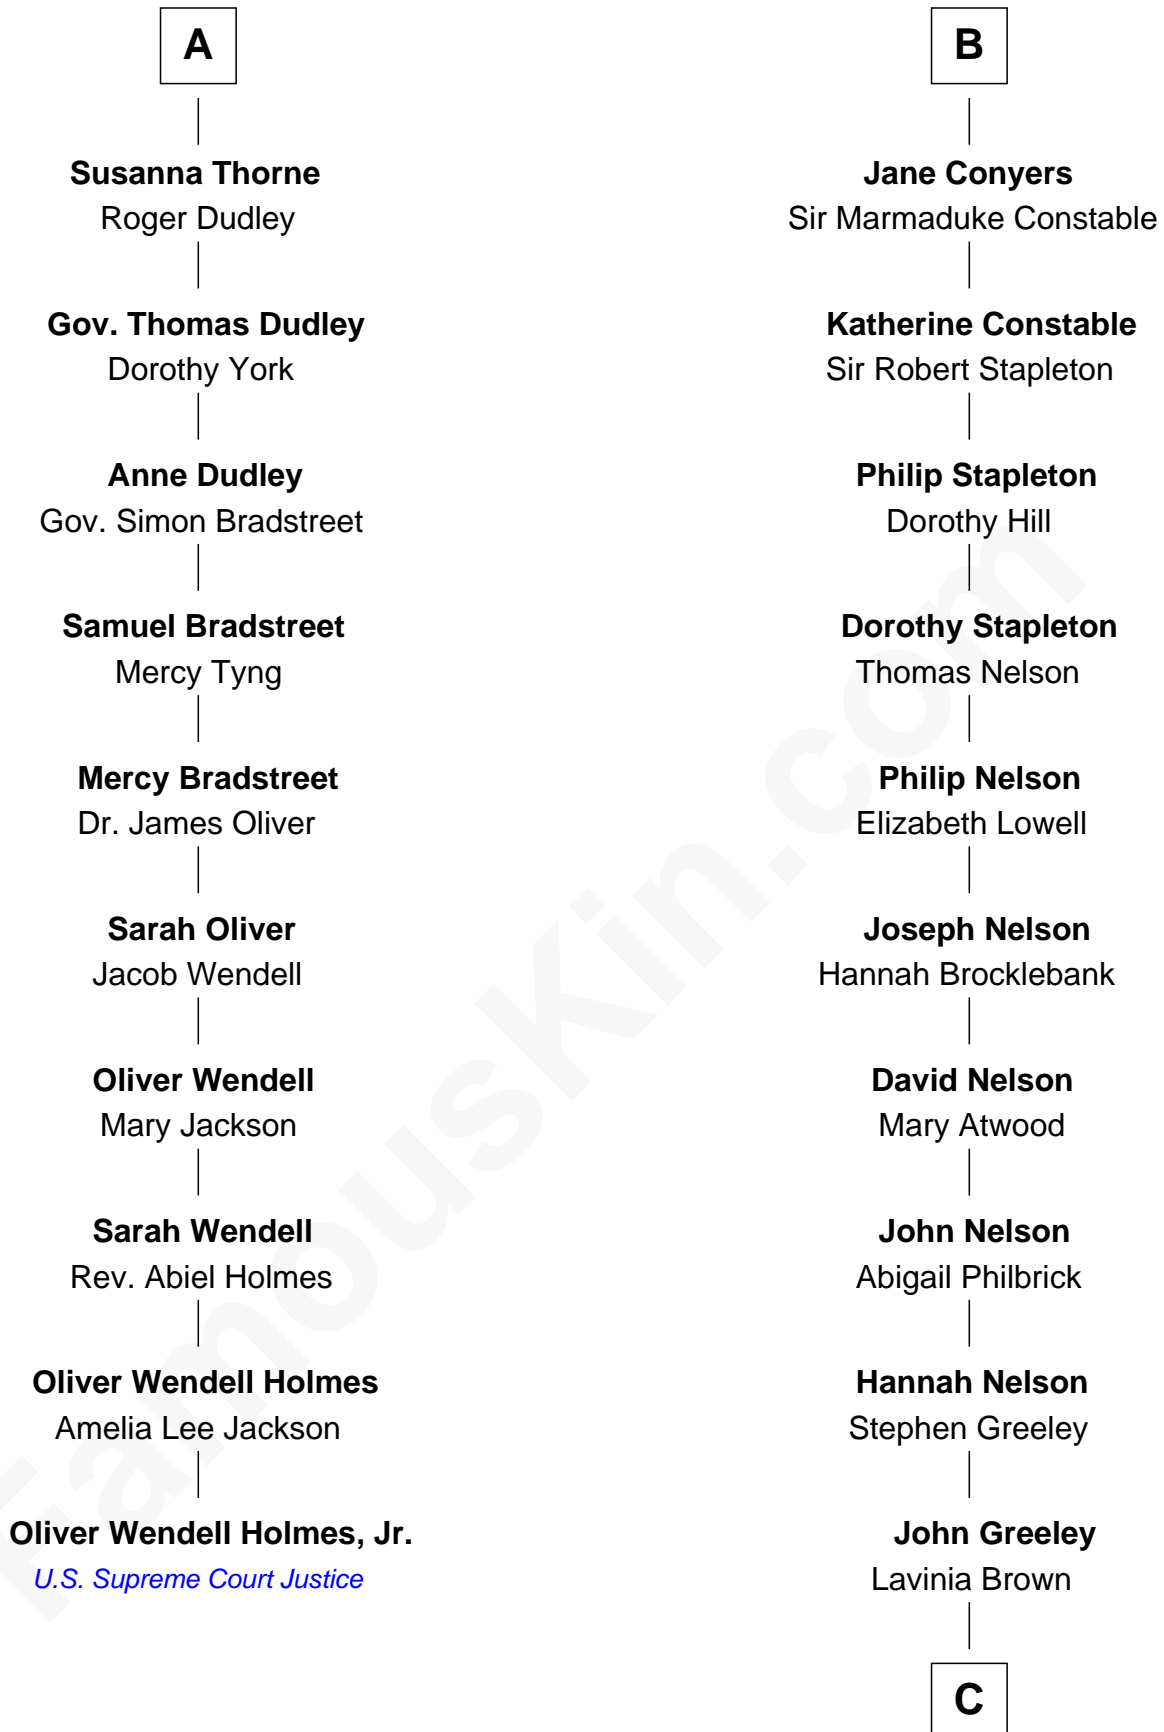 A
Susanna Thorne
Roger Dudley
Gov. Thomas Dudley
Dorothy York
Anne Dudley
Gov. Simon Bradstreet
Samuel Bradstreet
Mercy Tyng
Mercy Bradstreet
Dr. James Oliver
Sarah Oliver
Jacob Wendell
Oliver Wendell
Mary Jackson
Sarah Wendell
Rev. Abiel Holmes
Oliver Wendell Holmes
Amelia Lee Jackson
Oliver Wendell Holmes, Jr.
U.S. Supreme Court Justice
B
Jane Conyers
Sir Marmaduke Constable
Katherine Constable
Sir Robert Stapleton
Philip Stapleton
Dorothy Hill
Dorothy Stapleton
Thomas Nelson
Philip Nelson
Elizabeth Lowell
Joseph Nelson
Hannah Brocklebank
David Nelson
Mary Atwood
John Nelson
Abigail Philbrick
Hannah Nelson
Stephen Greeley
John Greeley
Lavinia Brown
C
FamousKin.com